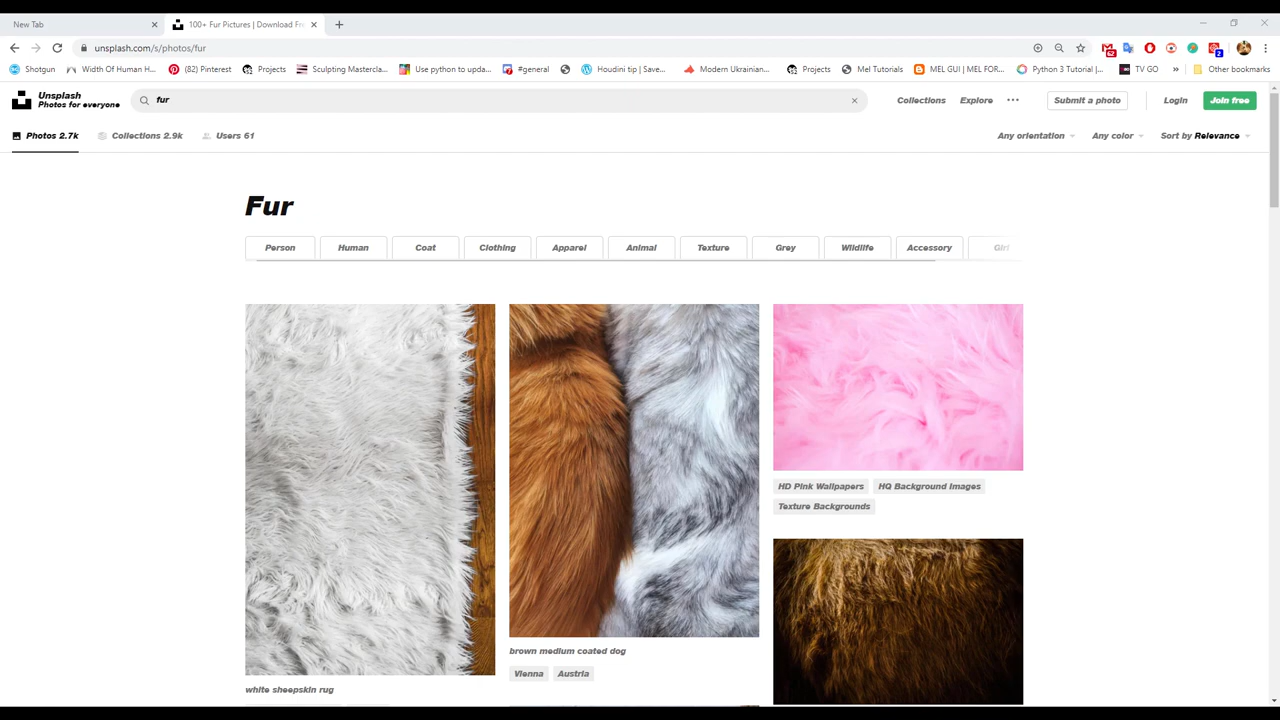 New Tab
100+ Fur Pictures | Download Fre
unsplash.com/s/photos/fur
62
2
Shotgun
Width Of Human H...
(82) Pinterest
Projects
Sculpting Mastercla...
Use python to upda...
#general
Houdini tip | Save...
Modern Ukrainian...
Projects
Mel Tutorials
MEL GUI | MEL FOR...
Python 3 Tutorial |...
TV GO
»
Other bookmarks
Unsplash
Photos for everyone
fur
Collections
Explore
Submit a photo
Login
Join free
Photos 2.7k
Collections 2.9k
Users 61
Any orientation
Any color
Sort by Relevance
Fur
Person
Human
Coat
Clothing
Apparel
Animal
Texture
Grey
Wildlife
Accessory
Girl
HD Pink Wallpapers
HQ Background Images
Texture Backgrounds
brown medium coated dog
Vienna
Austria
white sheepskin rug